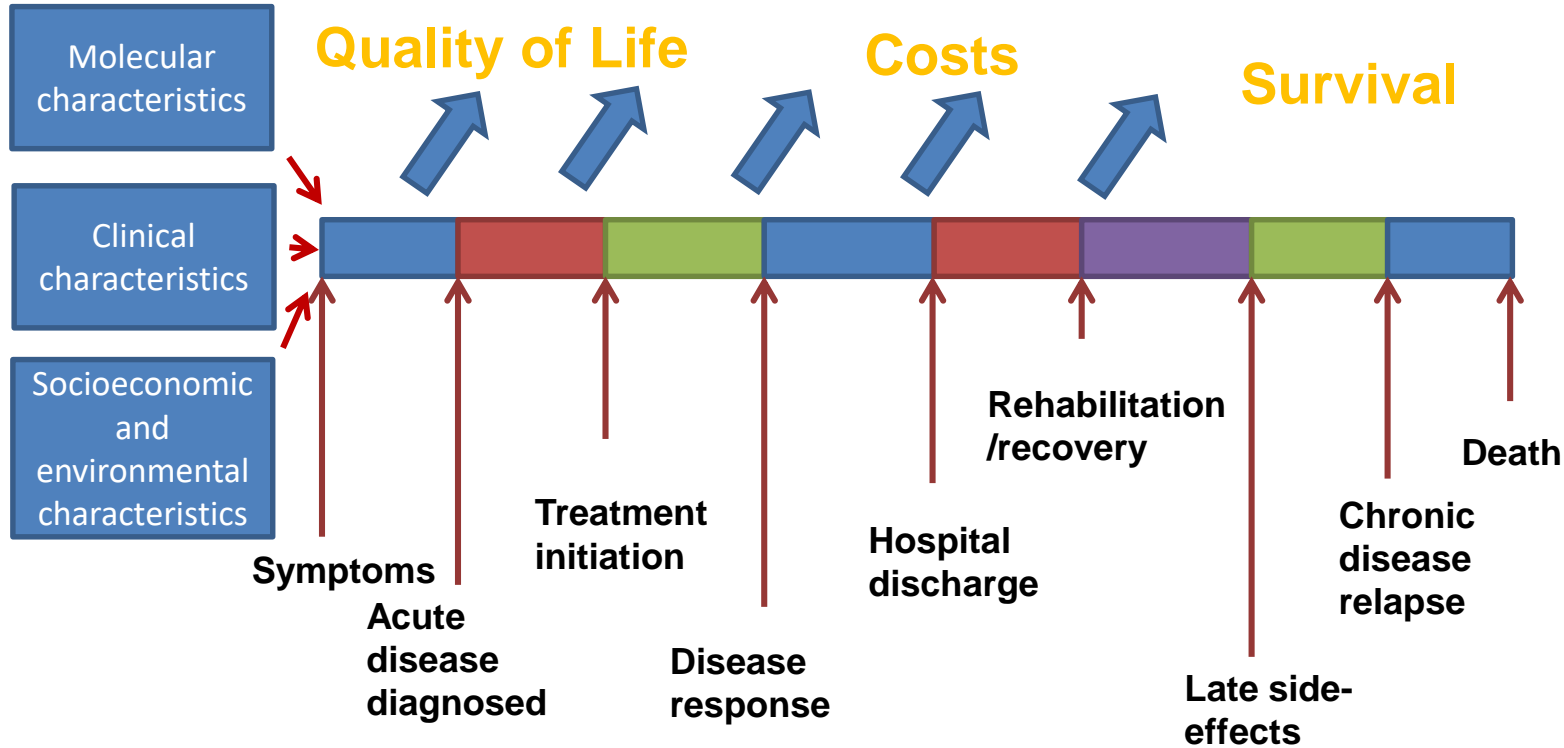 Molecular
characteristics
Quality of Life
Costs
Survival
Clinical
characteristics
Socioeconomic
and
environmental
characteristics
Symptoms
Acute
disease
diagnosed
Treatment
initiation
Disease
response
Hospital
discharge
Rehabilitation
/recovery
Late side-
effects
Chronic
disease
relapse
Death